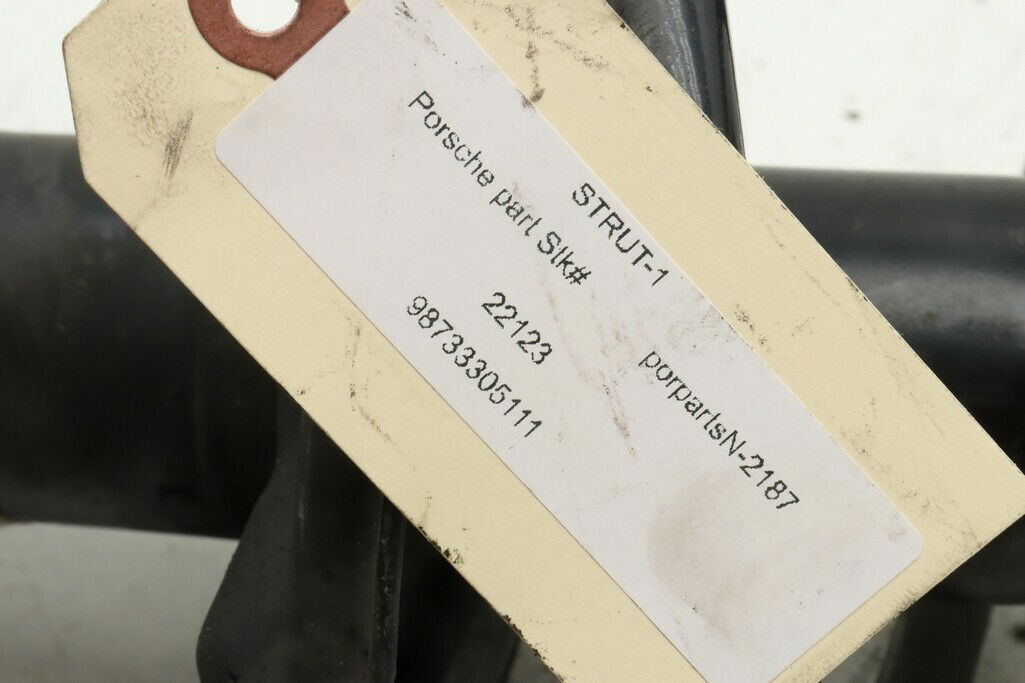 STRUT-1
porpartsN-2187
Porsche part Stk#
22123
98733305111